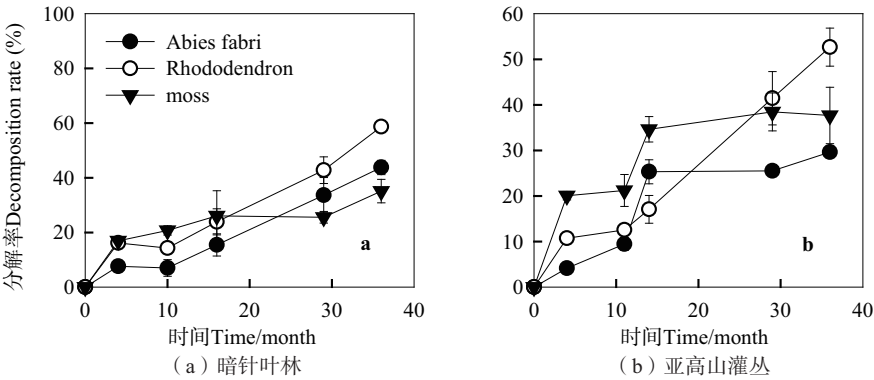 分解率Decomposition rate (%)
100
80
60
40
20
0
Abies fabri
Rhododendron
moss
a
0
10
20
30
40
时间Time/month
（a）暗针叶林
60
50
40
30
20
10
0
b
0
10
20
30
40
时间Time/month
（b）亚高山灌丛